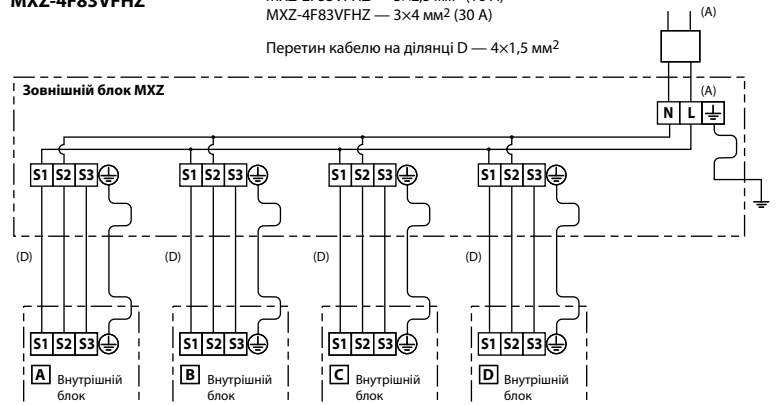 MXZ-4F83VFHZ
MXZ-4F83VFHZ — 3×4 мм2 (30 A)
Перетин кабелю на ділянці D — 4×1,5 мм2
(A)
Зовнішній блок MXZ
(A)
N L
S1 S2 S3 S1 S2 S3 S1 S2 S3 S1 S2 S3
(D) (D) (D) (D)
S1 S2 S3 S1 S2 S3 S1 S2 S3 S1 S2 S3
A Внутрішній блок
B Внутрішній блок
C Внутрішній блок
D Внутрішній блок